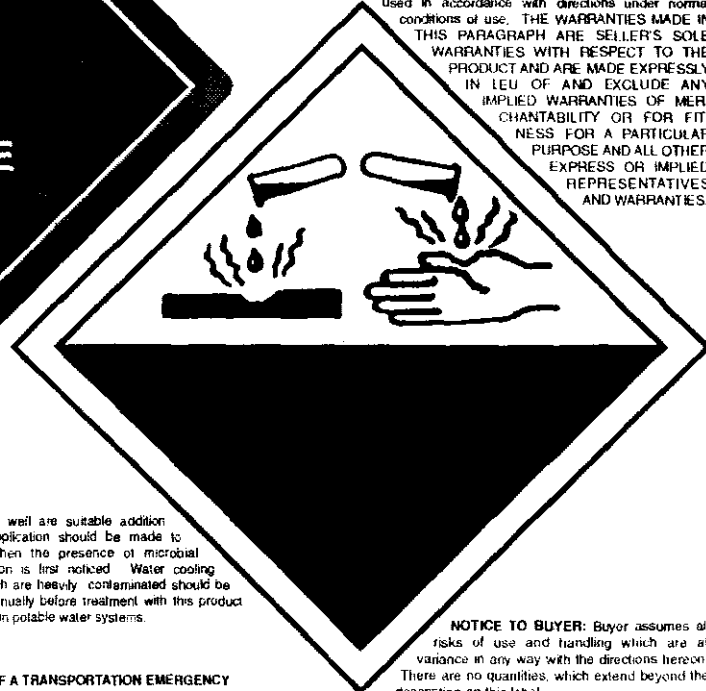 used in accordance with directions under normal
conditions of use. THE WARRANTIES MADE IN
THIS PARAGRAPH ARE SELLER'S SOLE
WARRANTIES WITH RESPECT TO THE
PRODUCT AND ARE MADE EXPRESSLY
IN LEU OF AND EXCLUDE ANY
IMPLIED WARRANTIES OF MER
CHANTABILITY OR FOR FIT
NESS FOR A PARTICULAR
PURPOSE AND ALL OTHER
EXPRESS OR IMPLIED
REPRESENTATIVES
AND WARRANTIES.
E
well are suitable addition
plication should be made to
hen the presence of microbial
on is first noticed Water cooling
h are heavily contaminated should be
nually before treatment with this product
n potable water systems.
F A TRANSPORTATION EMERGENCY
NOTICE TO BUYER: Buyer assumes all
risks of use and handling which are at
variance in any way with the directions hereon
There are no quantities, which extend beyond the